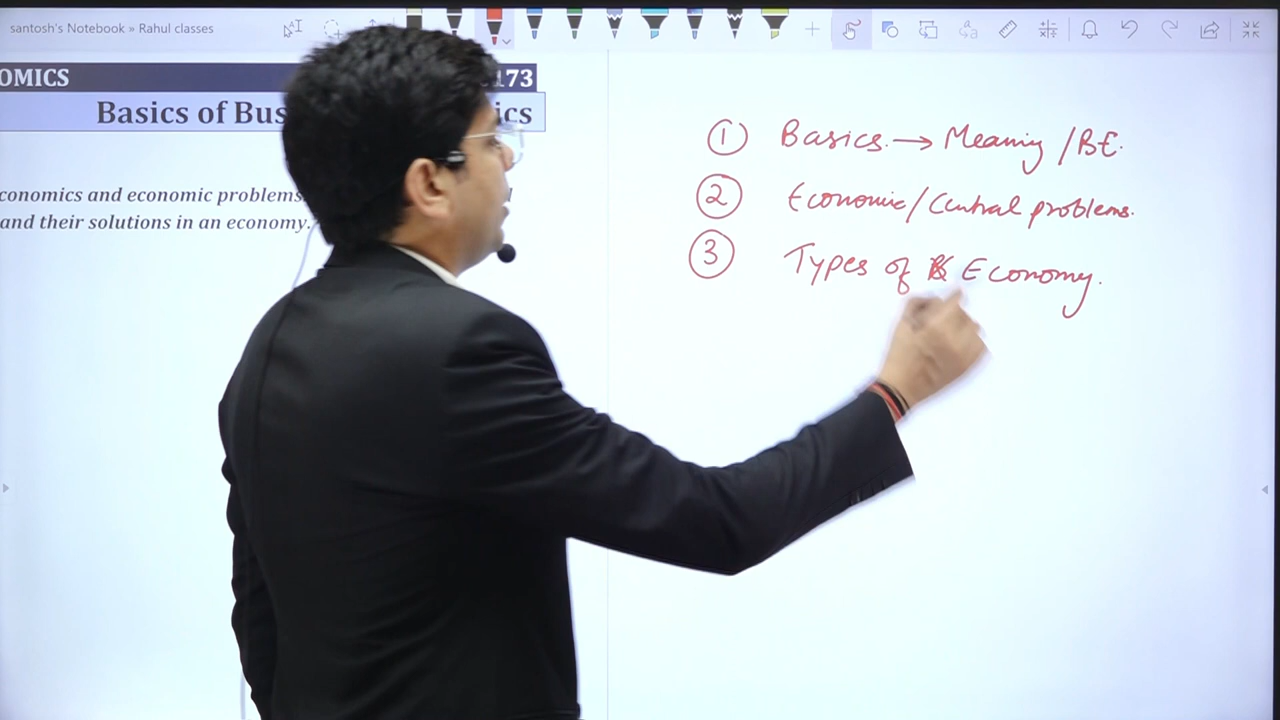 santosh's Notebook » Rahul classes
OMICS
173
Basics of Bus
ics
conomics and economic problems
and their solutions in an economy.
① Basics. → Meaning /BE.
② Economic/Central problems.
③ Types of Economy.